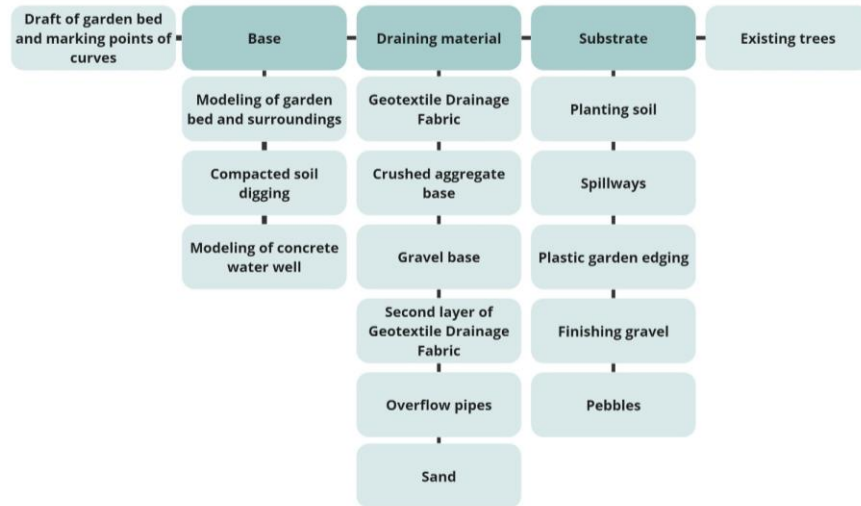 Draft of garden bed
and marking points of
curves
Base
Draining material
Substrate
Existing trees
Modeling of garden
bed and surroundings
Compacted soil
digging
Modeling of concrete
water well
Geotextile Drainage
Fabric
Crushed aggregate
base
Gravel base
Second layer of
Geotextile Drainage
Fabric
Overflow pipes
Sand
Planting soil
Spillways
Plastic garden edging
Finishing gravel
Pebbles